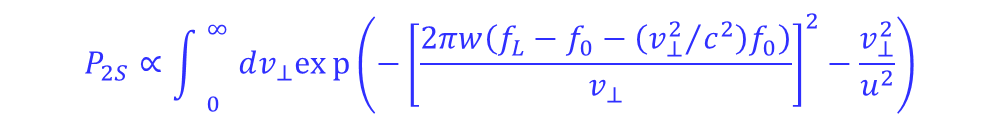 P_{2S} ∝ ∫_0^∞ dv_⊥ exp(−[2πw(f_L − f_0 − (v_⊥^2/c^2)f_0)/v_⊥]^2 − v_⊥^2/u^2)